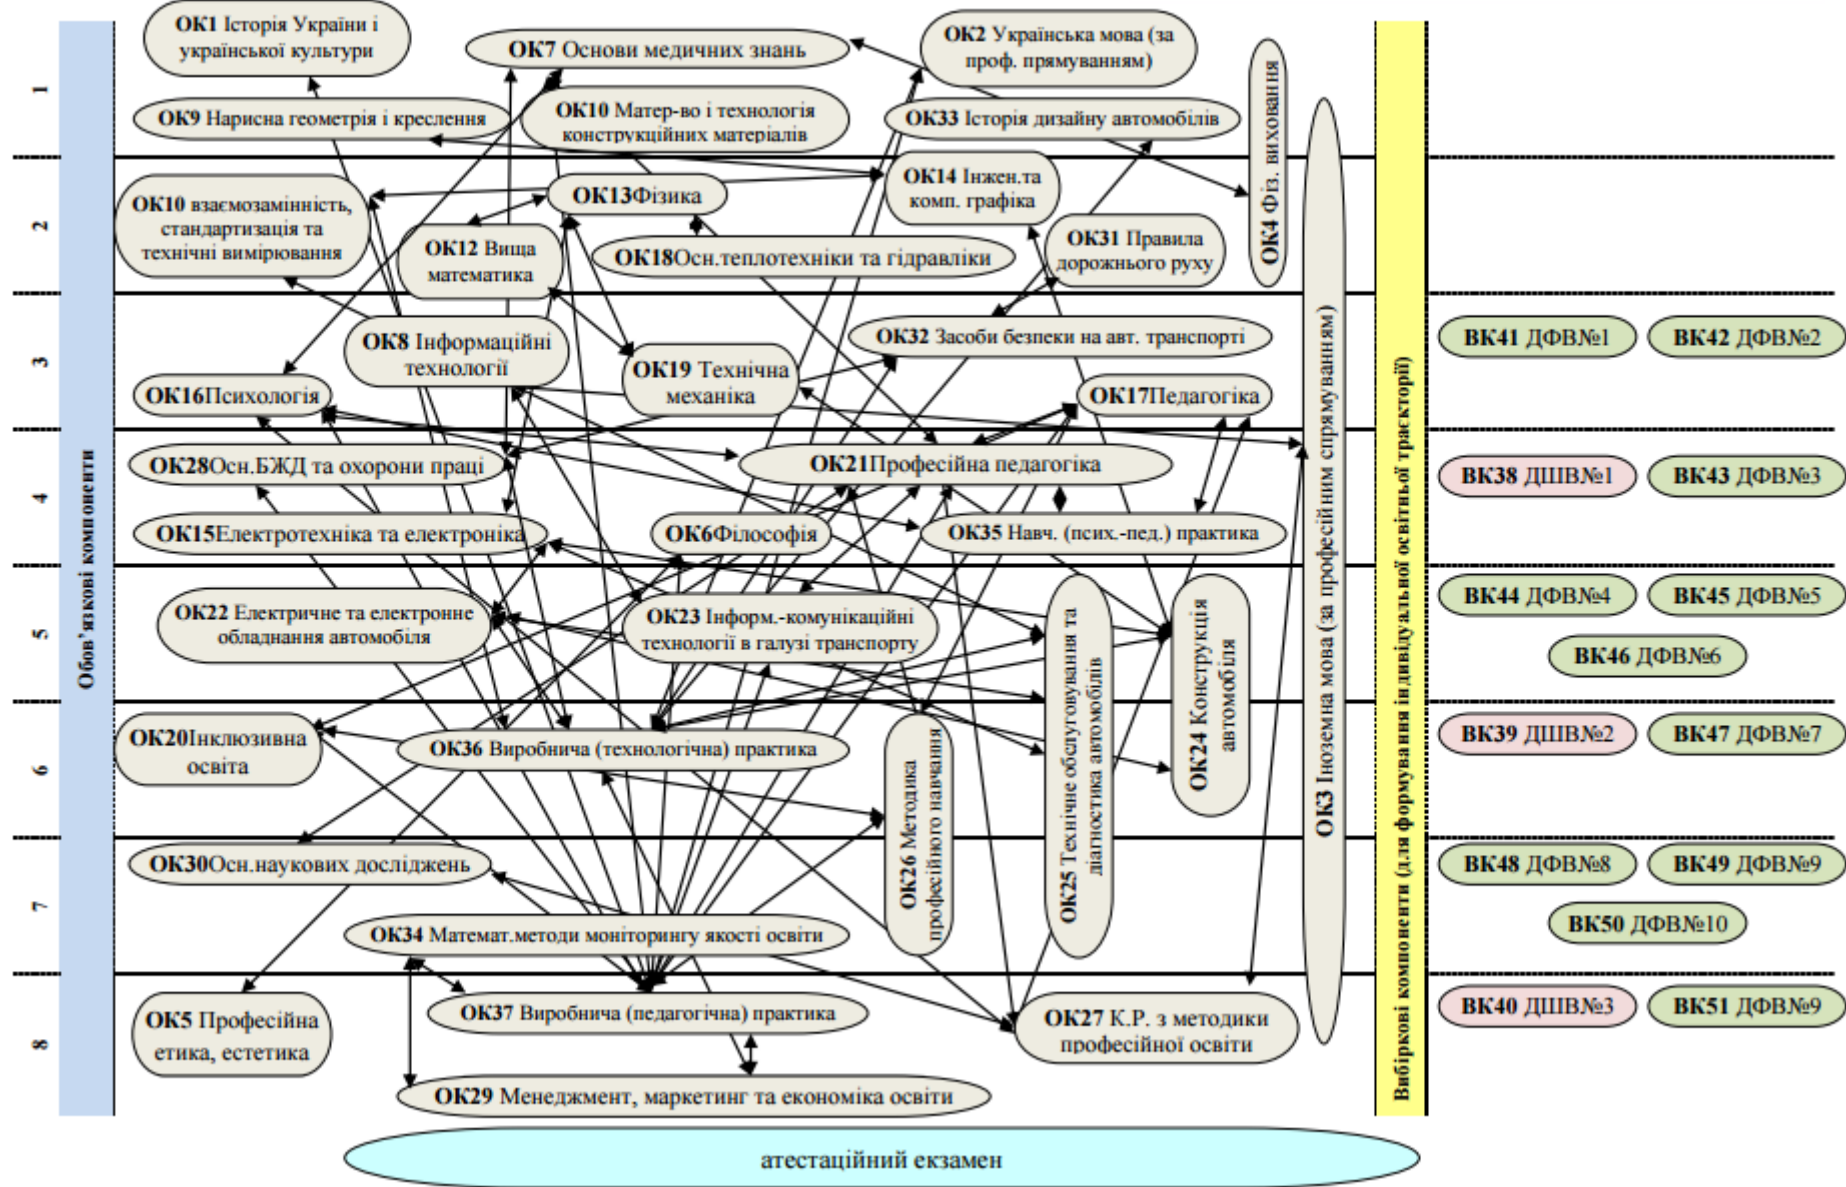 Обов’язкові компоненти
1
ОК1 Історія України і
української культури
ОК7 Основи медичних знань
ОК2 Українська мова (за
проф. прямуванням)
ОК9 Нарисна геометрія і креслення
ОК10 Матер-во і технологія
конструкційних матеріалів
ОК33 Історія дизайну автомобілів
ОК4 Фіз. виховання
ОК3 Іноземна мова (за професійним спрямуванням)
Вибіркові компоненти (для формування індивідуальної освітньої траєкторії)
2
ОК10 взаємозамінність,
стандартизація та
технічні вимірювання
ОК13Фізика
ОК14 Інжен.та
комп. графіка
ОК12 Вища
математика
ОК18Осн.теплотехніки та гідравліки
ОК31 Правила
дорожнього руху
3
ОК8 Інформаційні
технології
ОК32 Засоби безпеки на авт. транспорті
ОК19 Технічна
механіка
ОК16Психологія
ОК17Педагогіка
ВК41 ДФВ№1
ВК42 ДФВ№2
4
ОК28Осн.БЖД та охорони праці
ОК21Професійна педагогіка
ОК15Електротехніка та електроніка
ОК6Філософія
ОК35 Навч. (псих.-пед.) практика
ВК38 ДШВ№1
ВК43 ДФВ№3
5
ОК22 Електричне та електронне
обладнання автомобіля
ОК23 Інформ.-комунікаційні
технології в галузі транспорту
ОК25 Технічне обслуговування та
діагностика автомобілів
ОК24 Конструкція
автомобіля
ВК44 ДФВ№4
ВК45 ДФВ№5
ВК46 ДФВ№6
6
ОК20Інклюзивна
освіта
ОК36 Виробнича (технологічна) практика
ОК26 Методика
професійного навчання
ВК39 ДШВ№2
ВК47 ДФВ№7
7
ОК30Осн.наукових досліджень
ОК34 Математ.методи моніторингу якості освіти
ВК48 ДФВ№8
ВК49 ДФВ№9
ВК50 ДФВ№10
8
ОК5 Професійна
етика, естетика
ОК37 Виробнича (педагогічна) практика
ОК27 К.Р. з методики
професійної освіти
ОК29 Менеджмент, маркетинг та економіка освіти
ВК40 ДШВ№3
ВК51 ДФВ№9
атестаційний екзамен